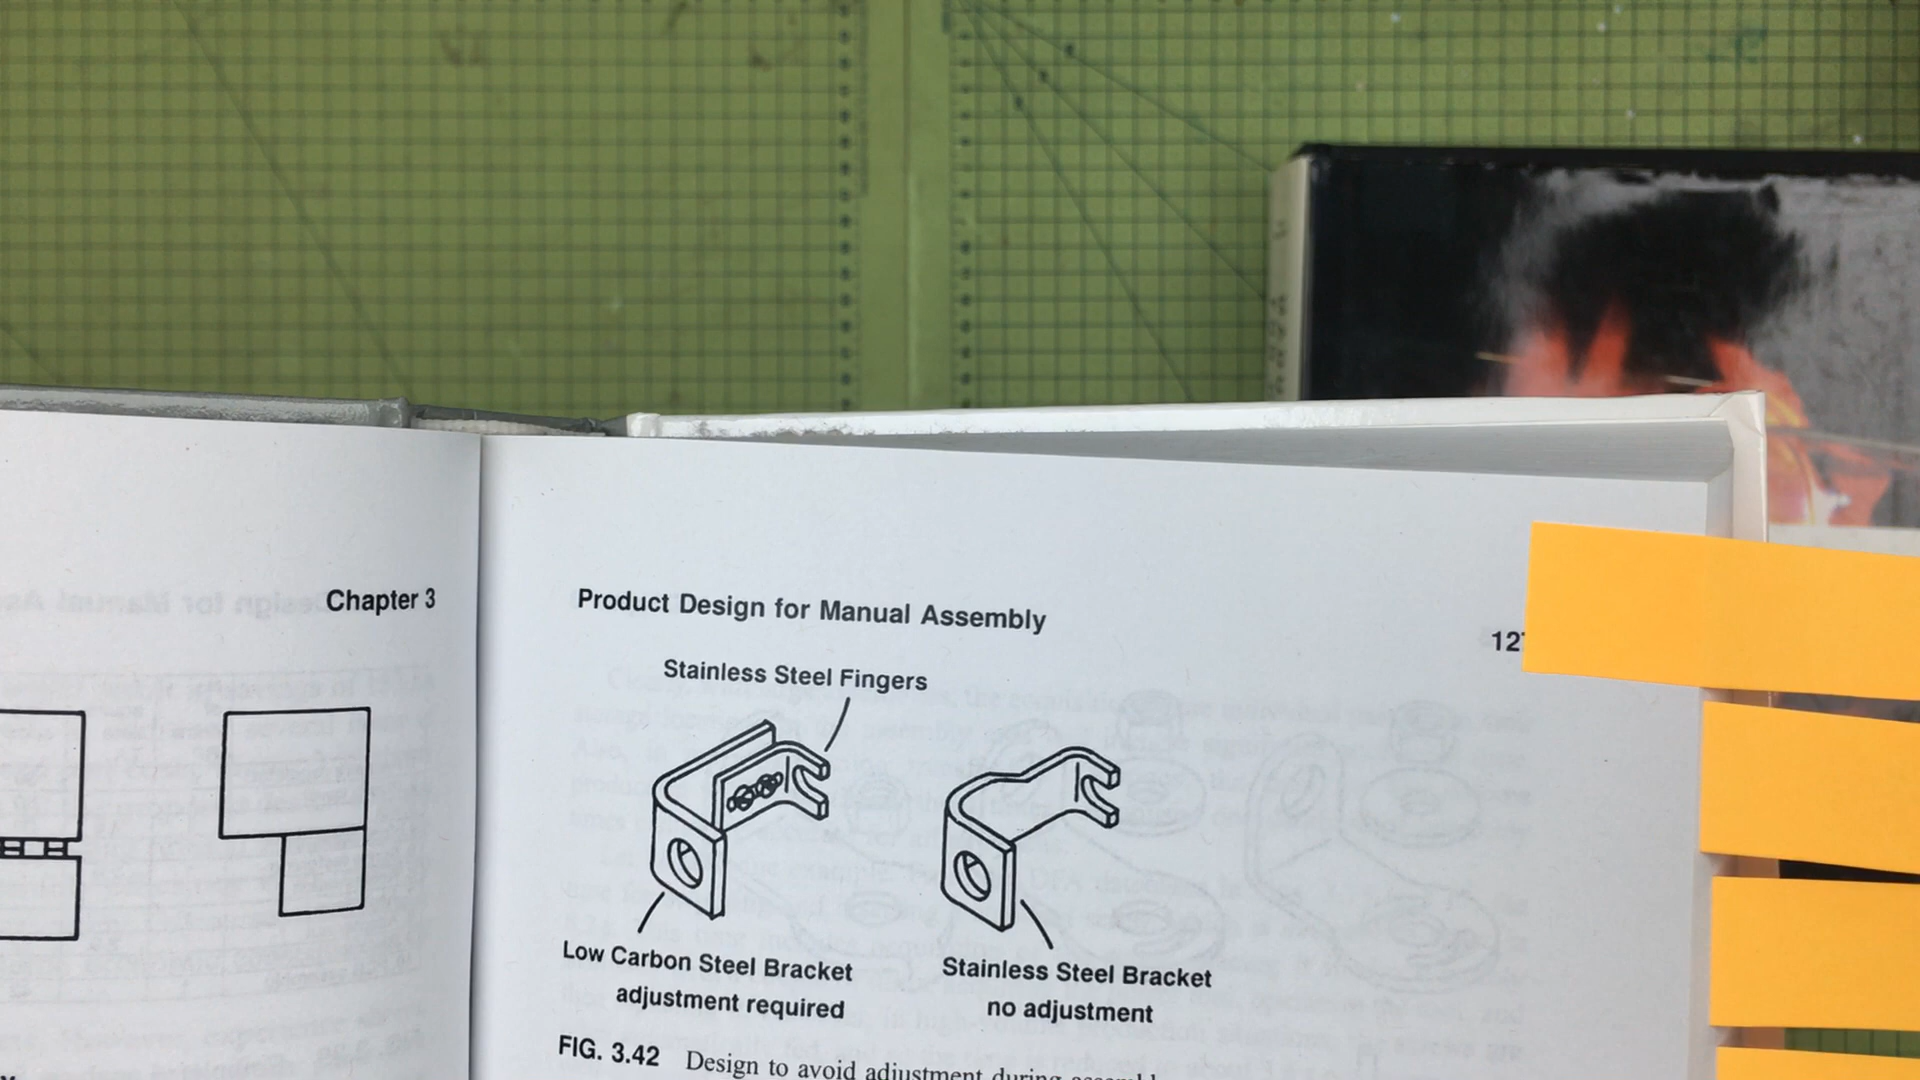 Chapter 3
Product Design for Manual Assembly
Stainless Steel Fingers
Low Carbon Steel Bracket
adjustment required
Stainless Steel Bracket
no adjustment
FIG. 3.42 Design to avoid adjustment during